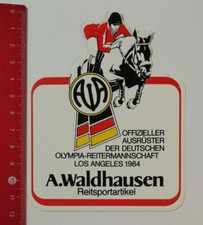 AWA
OFFIZIELLER
AUSRÜSTER
DER DEUTSCHEN
OLYMPIA-REITERMANNSCHAFT
LOS ANGELES 1984
A.Waldhausen
Reitsportartikel